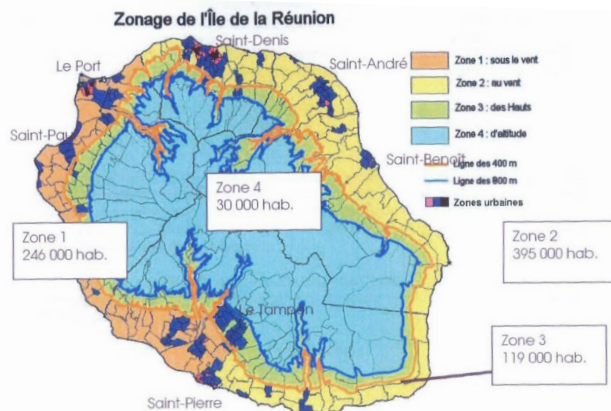 Zonage de l'Île de la Réunion
Saint-Denis
Saint-André
Le Port
Saint-Paul
Saint-Benoît
Le Tampon
Saint-Pierre
Zone 1 : sous le vent
Zone 2 : au vent
Zone 3 : des Hauts
Zone 4 : d'altitude
Ligne des 400 m
Ligne des 800 m
Zones urbaines
Zone 4
30 000 hab.
Zone 1
246 000 hab.
Zone 2
395 000 hab.
Zone 3
119 000 hab.